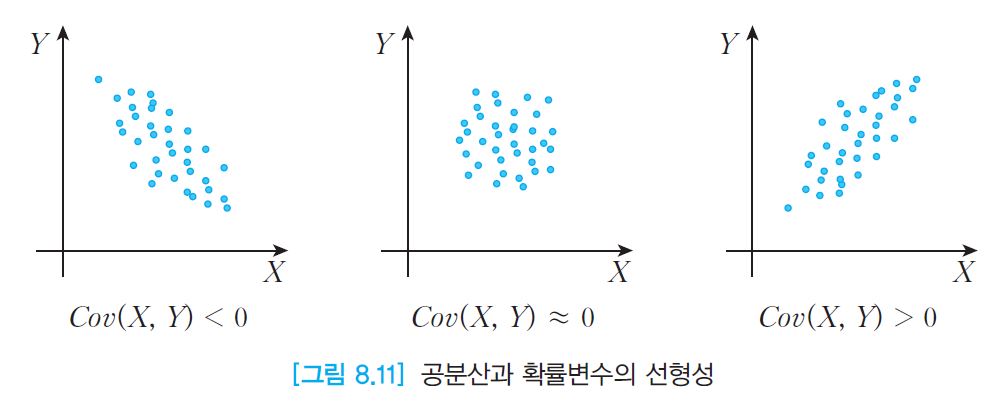 Y Y Y
X X X
Cov(X, Y) < 0 Cov(X, Y) ≈ 0 Cov(X, Y) > 0
[그림 8.11] 공분산과 확률변수의 선형성